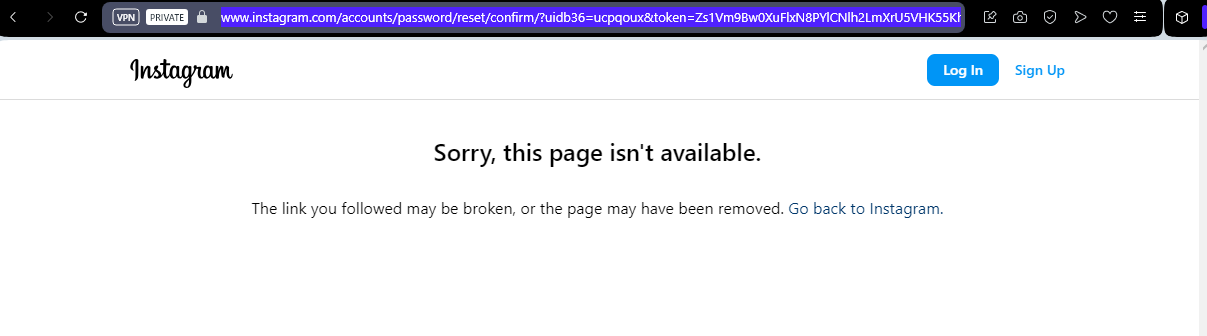 VPN PRIVATE www.instagram.com/accounts/password/reset/confirm/?uidb36=ucpqoux&token=Zs1Vm9Bw0XuFlxN8PYlCNlh2LmXrU5VHK55Kh
Instagram Log In Sign Up
Sorry, this page isn't available.
The link you followed may be broken, or the page may have been removed. Go back to Instagram.